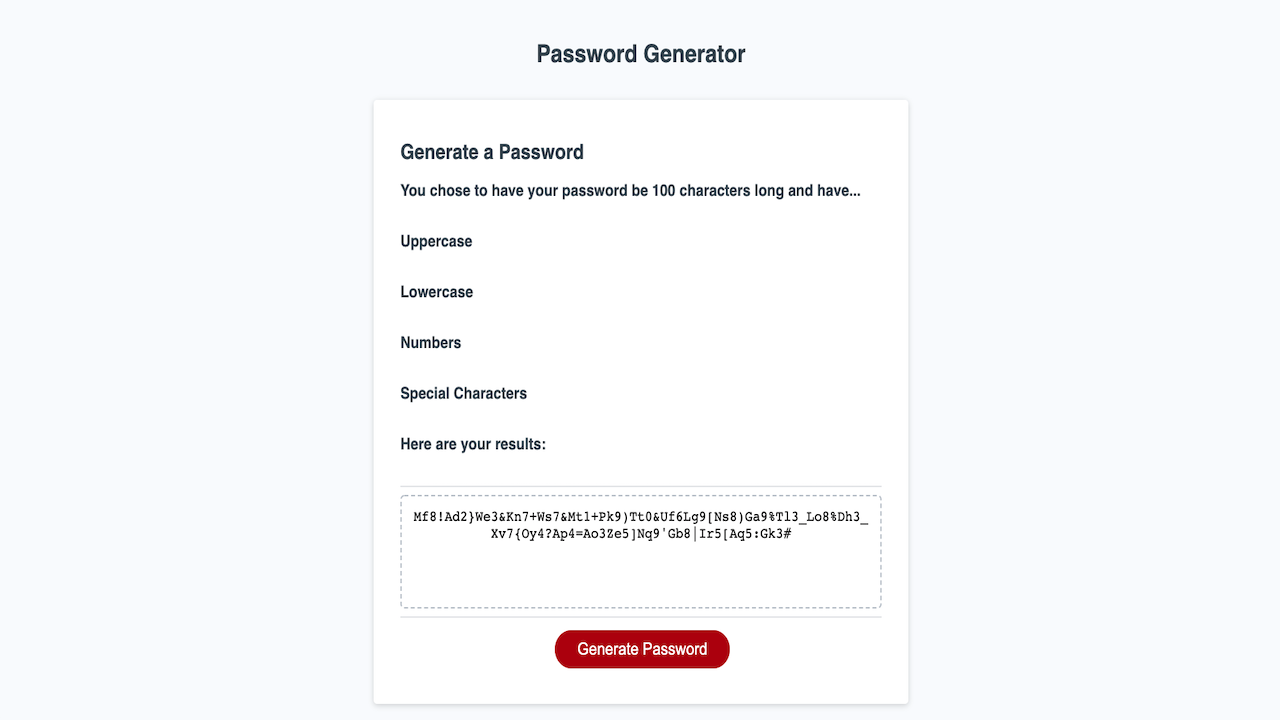 Password Generator
Generate a Password
You chose to have your password be 100 characters long and have...
Uppercase
Lowercase
Numbers
Special Characters
Here are your results:
Mf8!Ad2}We3&Kn7+Ws7&Mt1+Pk9)Tt0&Uf6Lg9[Ns8)Ga9%Tl3_Lo8%Dh3_
Xv7{Oy4?Ap4=Ao3Ze5]Nq9'Gb8|Ir5[Aq5:Gk3#
Generate Password